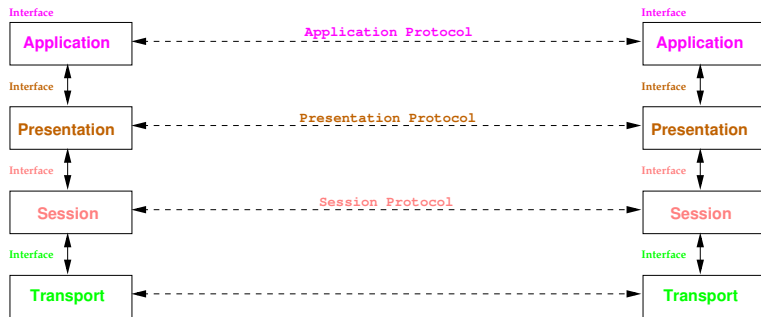 Interface Interface
Application Application Protocol Application
Interface Interface
Presentation Presentation Protocol Presentation
Interface Interface
Session Session Protocol Session
Interface Interface
Transport Transport